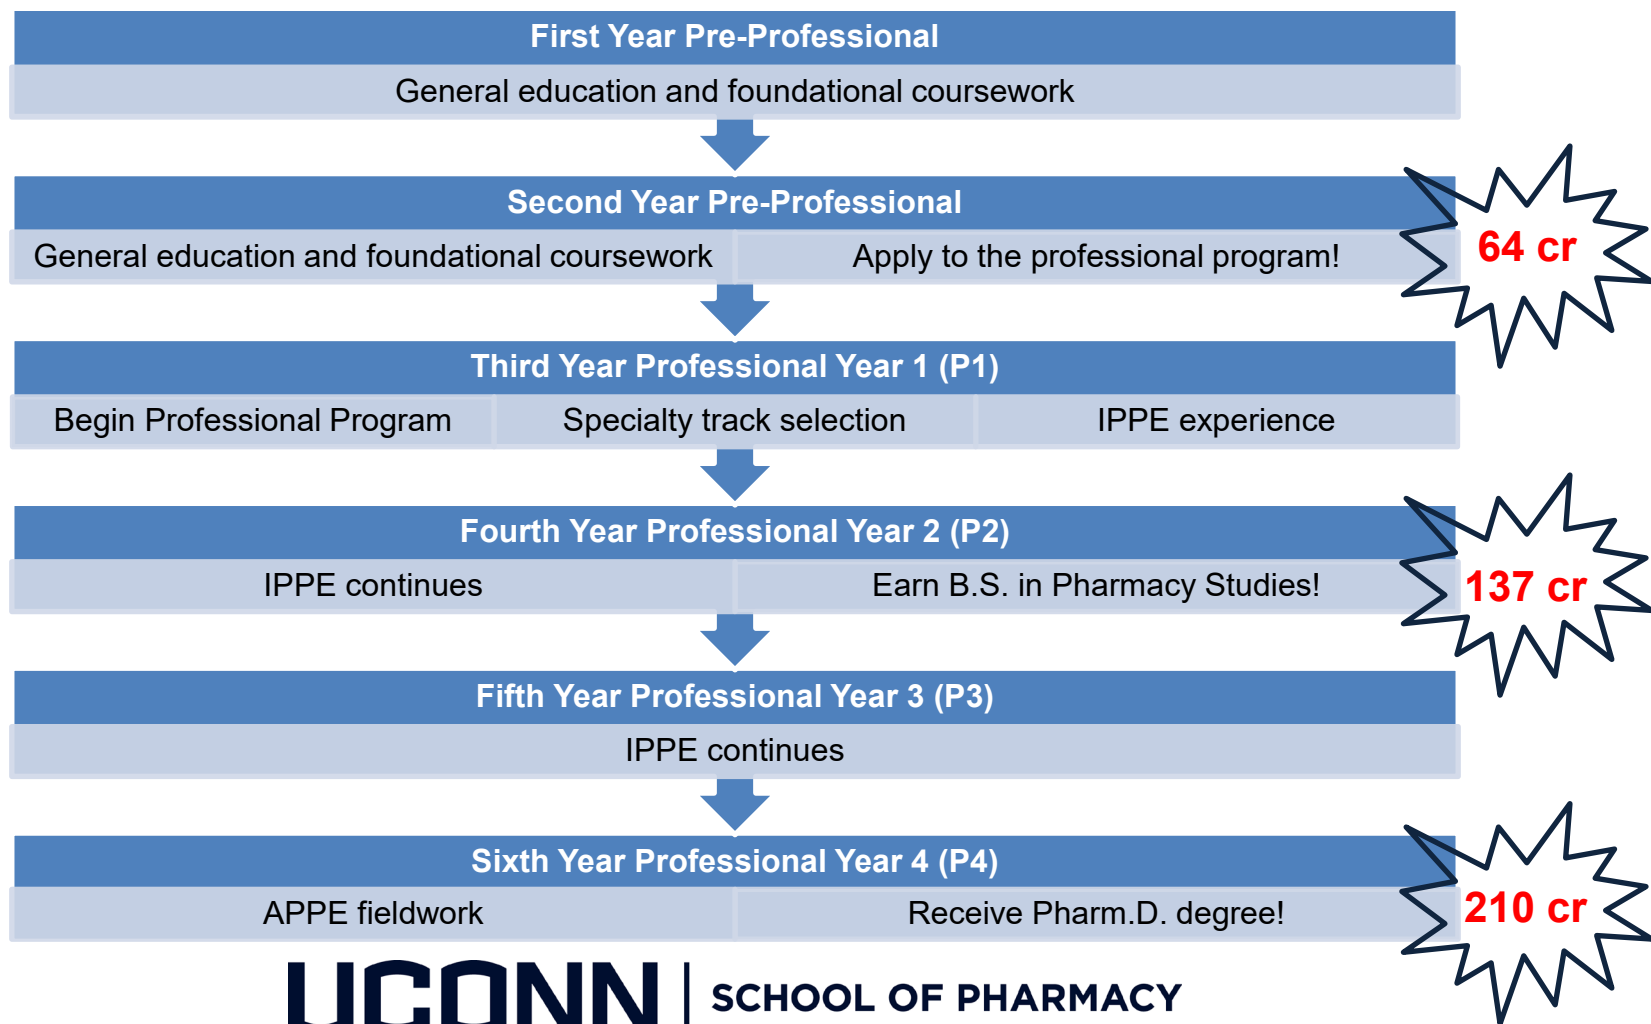 First Year Pre-Professional
General education and foundational coursework
Second Year Pre-Professional
General education and foundational coursework
Apply to the professional program!
64 cr
Third Year Professional Year 1 (P1)
Begin Professional Program
Specialty track selection
IPPE experience
Fourth Year Professional Year 2 (P2)
IPPE continues
Earn B.S. in Pharmacy Studies!
137 cr
Fifth Year Professional Year 3 (P3)
IPPE continues
Sixth Year Professional Year 4 (P4)
APPE fieldwork
Receive Pharm.D. degree!
210 cr
UCONN | SCHOOL OF PHARMACY